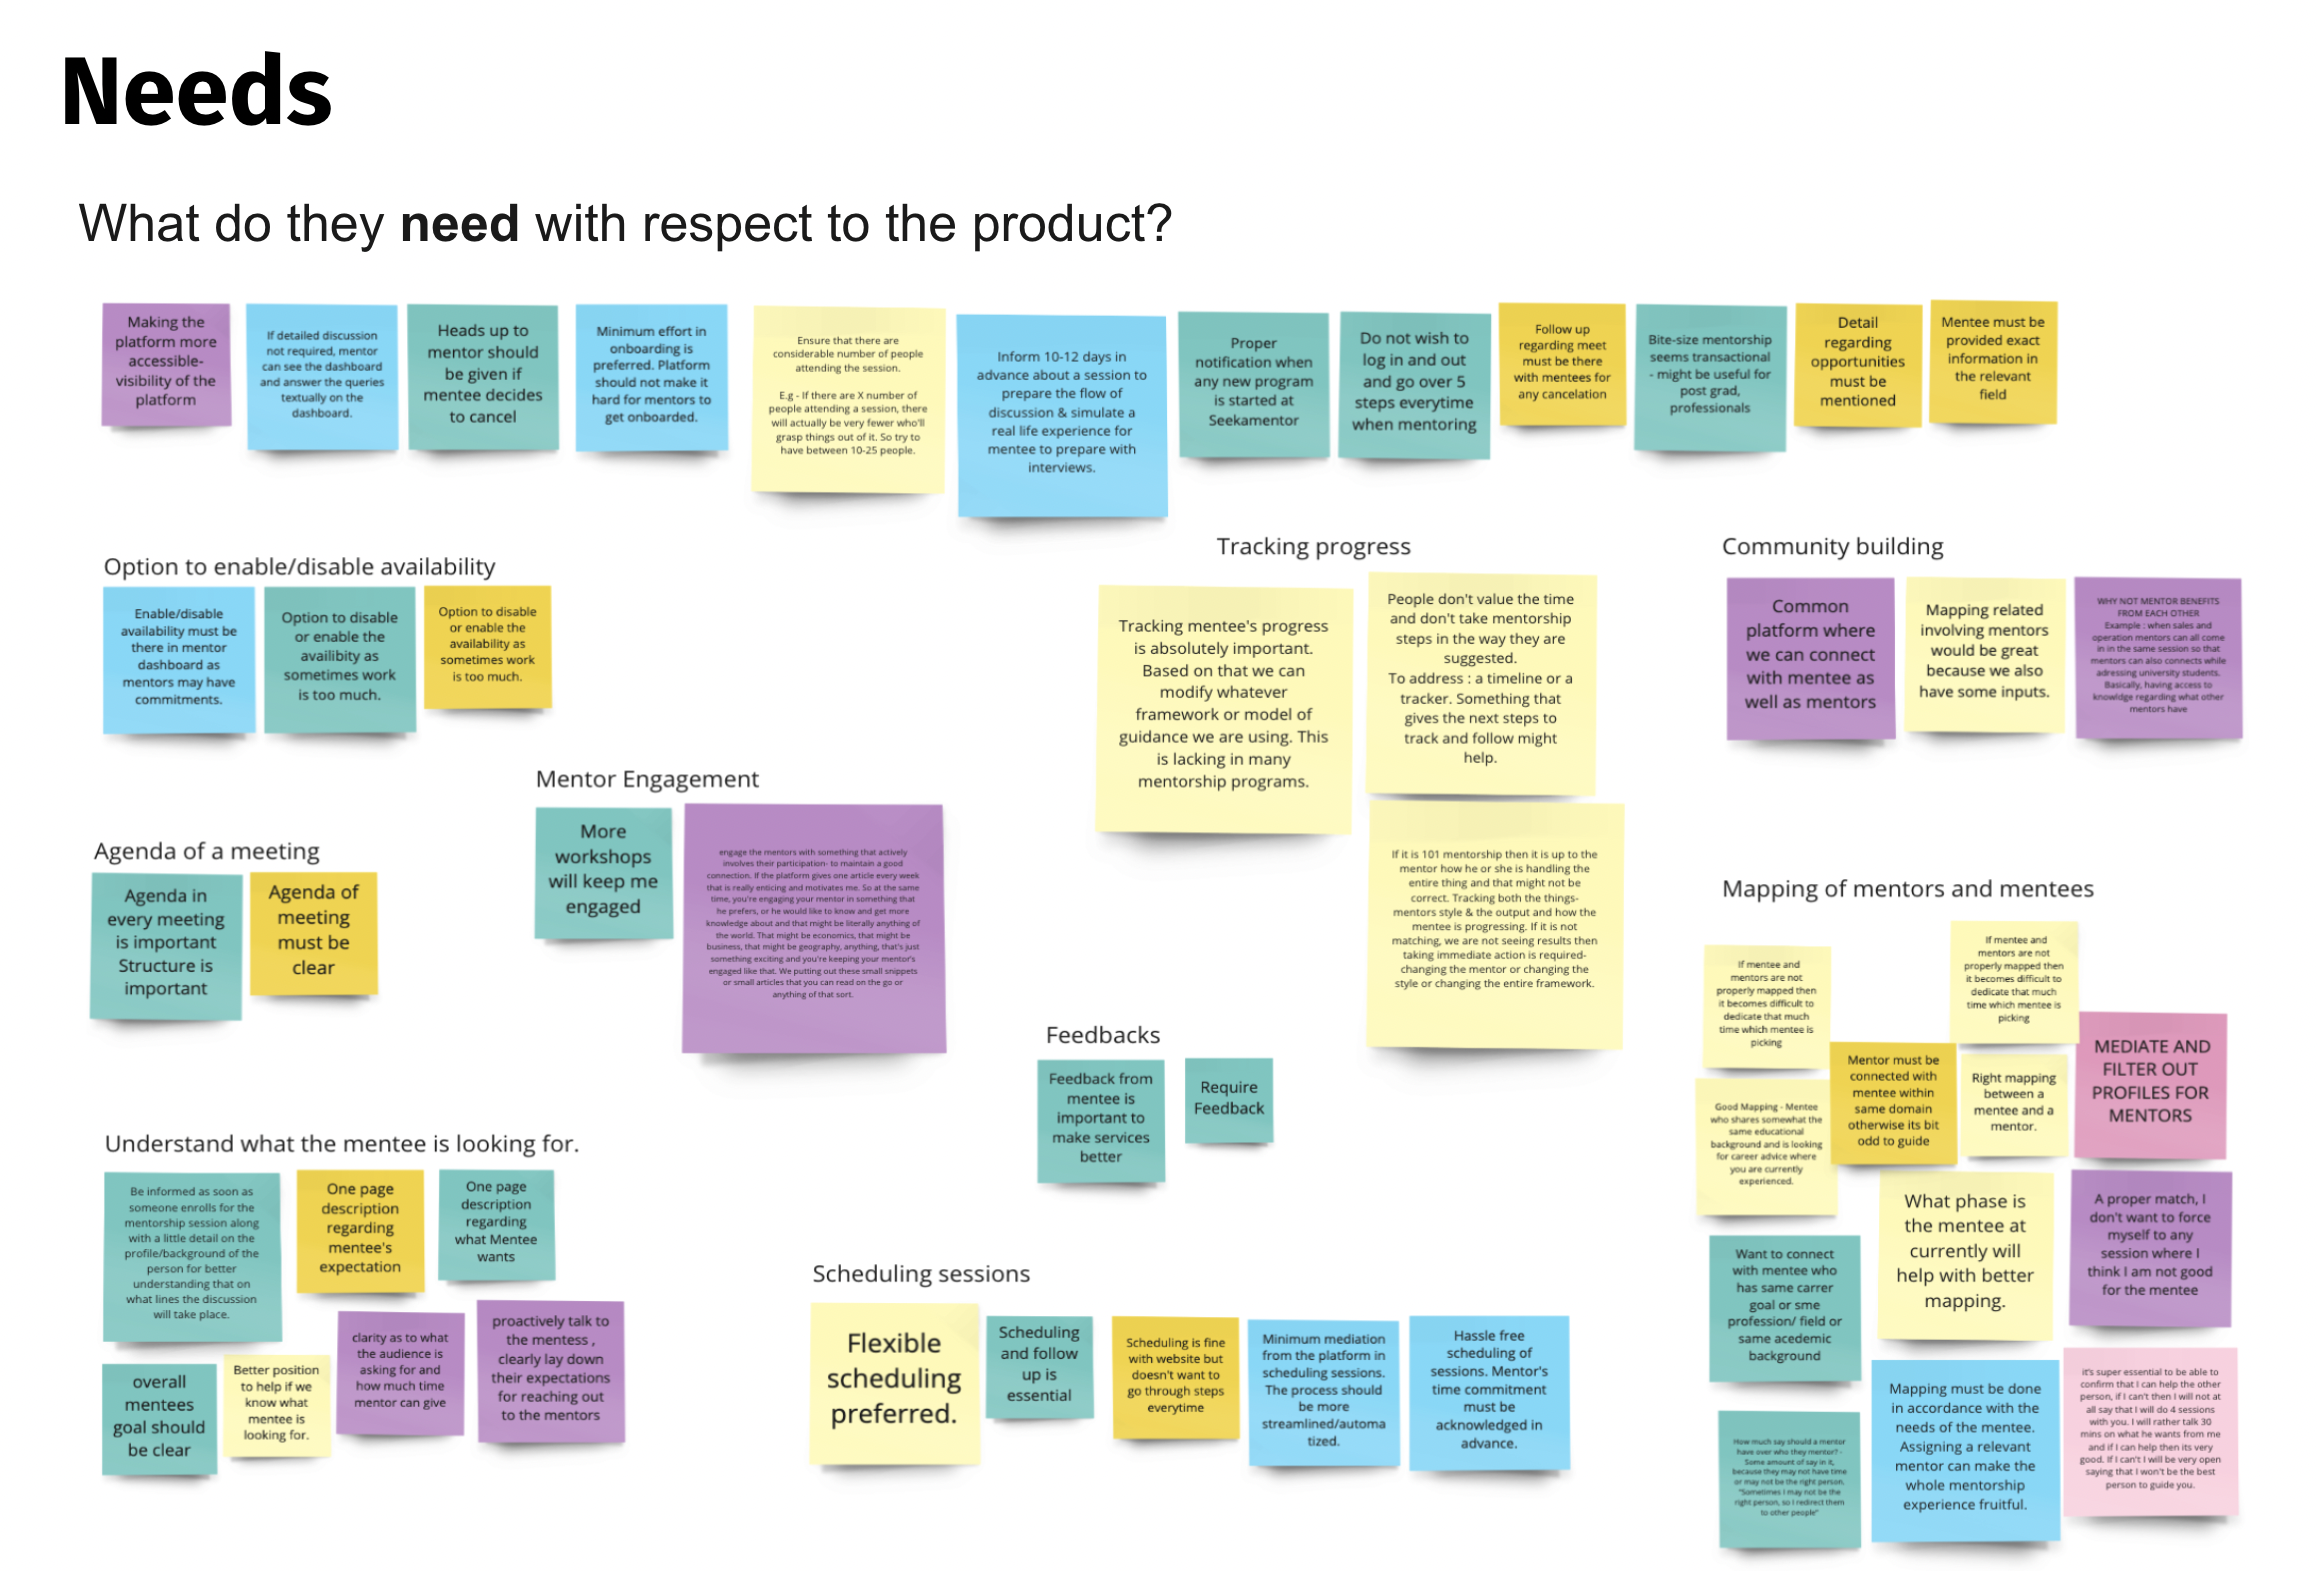 Needs
What do they need with respect to the product?
Making the
platform more
accessible-
visibility of the
platform
If detailed discussion
not required, mentor
can see the dashboard
and answer the queries
textually on the
dashboard.
Heads up to
mentor should
be given if
mentee decides
to cancel
Minimum effort in
onboarding is
preferred. Platform
should not make it
hard for mentors to
get onboarded.
Ensure that there are
considerable number of people
attending the session.
E.g - If there are X number of
people attending a session, there
will actually be very fewer who'll
grasp things out of it. So try to
have between 10-25 people.
Inform 10-12 days in
advance about a session to
prepare the flow of
discussion & simulate a
real life experience for
mentee to prepare with
interviews.
Proper
notification when
any new program
is started at
Seekamentor
Do not wish to
log in and out
and go over 5
steps everytime
when mentoring
Follow up
regarding meet
must be there
with mentees for
any cancelation
Bite-size mentorship
seems transactional
- might be useful for
post grad,
professionals
Detail
regarding
opportunities
must be
mentioned
Mentee must be
provided exact
information in
the relevant
field
Option to enable/disable availability
Enable/disable
availability must be
there in mentor
dashboard as
mentors may have
commitments.
Option to disable
or enable the
availibity as
sometimes work
is too much.
Option to disable
or enable the
availability as
sometimes work
is too much.
Tracking progress
Tracking mentee's progress
is absolutely important.
Based on that we can
modify whatever
framework or model of
guidance we are using. This
is lacking in many
mentorship programs.
People don't value the time
and don't take mentorship
steps in the way they are
suggested.
To address : a timeline or a
tracker. Something that
gives the next steps to
track and follow might
help.
If it is 101 mentorship then it is up to the
mentor how he or she is handling the
entire thing and that might not be
correct. Tracking both the things-
mentors style & the output and how the
mentee is progressing. If it is not
matching, we are not seeing results then
taking immediate action is required-
changing the mentor or changing the
style or changing the entire framework.
Community building
Common
platform where
we can connect
with mentee as
well as mentors
Mapping related
involving mentors
would be great
because we also
have some inputs.
WHY NOT MENTOR BENEFITS
FROM EACH OTHER
Example : when sales and
operation mentors can all come
in in the same session so that
mentors can also connects while
adressing university students.
Basically, having access to
knowldge regarding what other
mentors have
Mentor Engagement
More
workshops
will keep me
engaged
engage the mentors with something that actively
involves their participation- to maintain a good
connection. If the platform gives one article every week
that is really enticing and motivates me. So at the same
time, you're engaging your mentor in something that
he prefers, or he would like to know and get more
knowledge about and that might be literally anything of
the world. That might be economics, that might be
business, that might be geography, anything, that's just
something exciting and you're keeping your mentor's
engaged like that. We putting out these small snippets
or small articles that you can read on the go or
anything of that sort.
Agenda of a meeting
Agenda in
every meeting
is important
Structure is
important
Agenda of
meeting
must be
clear
Feedbacks
Feedback from
mentee is
important to
make services
better
Require
Feedback
Understand what the mentee is looking for.
Be informed as soon as
someone enrolls for the
mentorship session along
with a little detail on the
profile/background of the
person for better
understanding that on
what lines the discussion
will take place.
One page
description
regarding
mentee's
expectation
One page
description
regarding
what Mentee
wants
overall
mentees
goal should
be clear
Better position
to help if we
know what
mentee is
looking for.
clarity as to what
the audience is
asking for and
how much time
mentor can give
proactively talk to
the mentess ,
clearly lay down
their expectations
for reaching out
to the mentors
Scheduling sessions
Flexible
scheduling
preferred.
Scheduling
and follow
up is
essential
Scheduling is fine
with website but
doesn't want to
go through steps
everytime
Minimum mediation
from the platform in
scheduling sessions.
The process should
be more
streamlined/automa
tized.
Hassle free
scheduling of
sessions. Mentor's
time commitment
must be
acknowledged in
advance.
Mapping of mentors and mentees
If mentee and
mentors are not
properly mapped then
it becomes difficult to
dedicate that much
time which mentee is
picking
If mentee and
mentors are not
properly mapped then
it becomes difficult to
dedicate that much
time which mentee is
picking
MEDIATE AND
FILTER OUT
PROFILES FOR
MENTORS
Mentor must be
connected with
mentee within
same domain
otherwise its bit
odd to guide
Right mapping
between a
mentee and a
mentor.
Good Mapping - Mentee
who shares somewhat the
same educational
background and is looking
for career advice where
you are currently
experienced.
What phase is
the mentee at
currently will
help with better
mapping.
A proper match, I
don't want to force
myself to any
session where I
think I am not good
for the mentee
Want to connect
with mentee who
has same carrer
goal or sme
profession/ field or
same acedemic
background
Mapping must be done
in accordance with the
needs of the mentee.
Assigning a relevant
mentor can make the
whole mentorship
experience fruitful.
it's super essential to be able to
confirm that I can help the other
person, if I can't then I will not at
all say that I will do 4 sessions
with you. I will rather talk 30
mins on what he wants from me
and if I can help then its very
good. If I can't I will be very open
saying that I won't be the best
person to guide you.
How much say should a mentor
have over who they mentor? -
Some amount of say in it,
because they may not have time
or may not be the right person.
"Sometimes I may not be the
right person, so I redirect them
to other people"